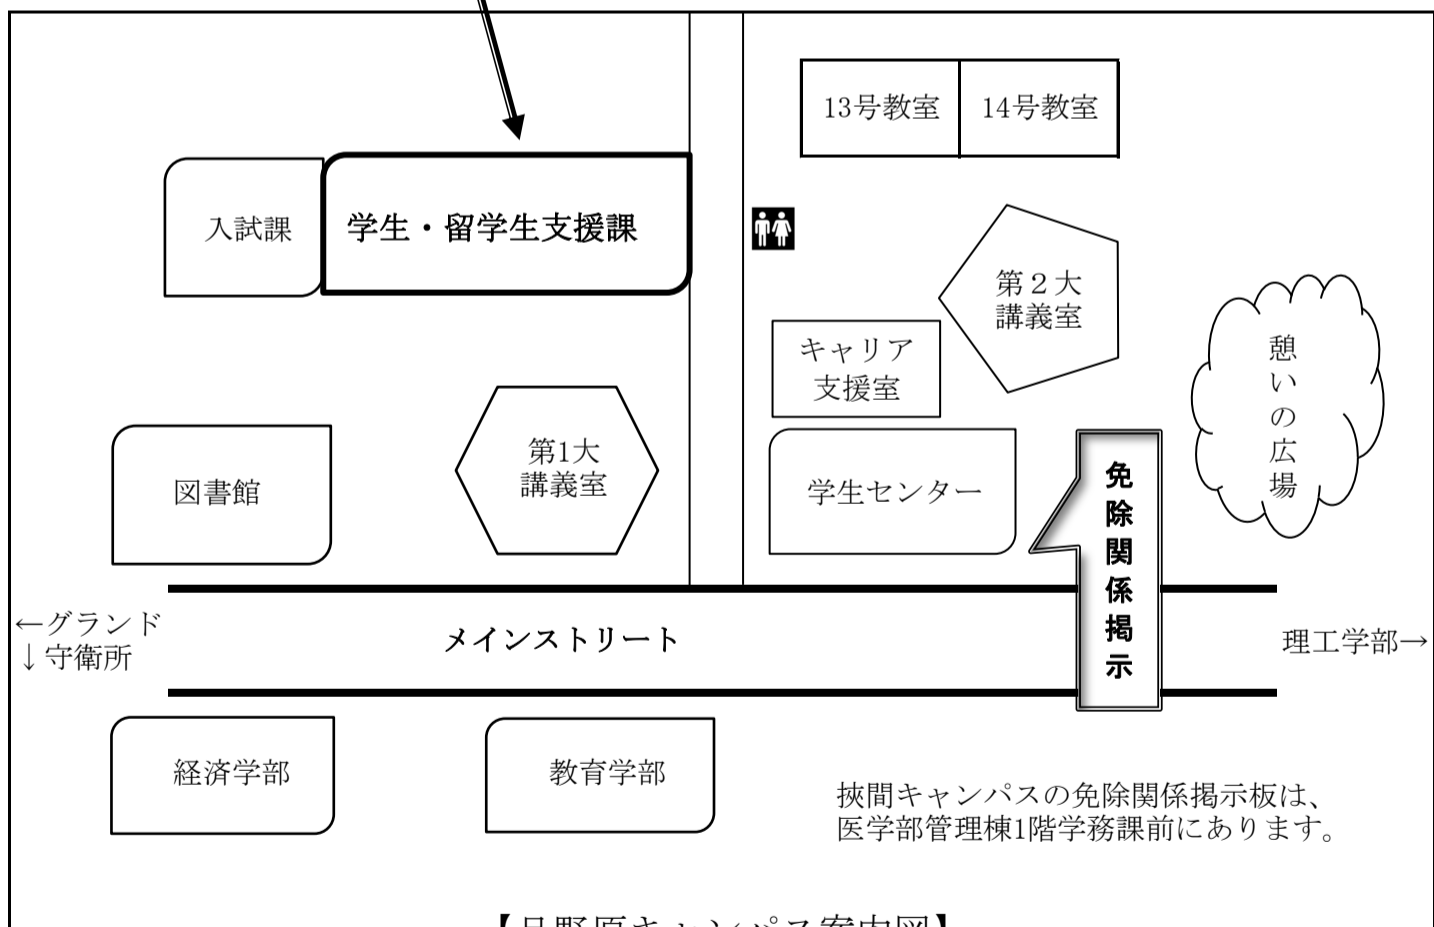 13号教室
14号教室
入試課
学生・留学生支援課
第２大
講義室
キャリア
支援室
憩いの広場
図書館
第1大
講義室
学生センター
免除関係掲示
←グランド
↓守衛所
メインストリート
理工学部→
経済学部
教育学部
挾間キャンパスの免除関係掲示板は、
医学部管理棟1階学務課前にあります。